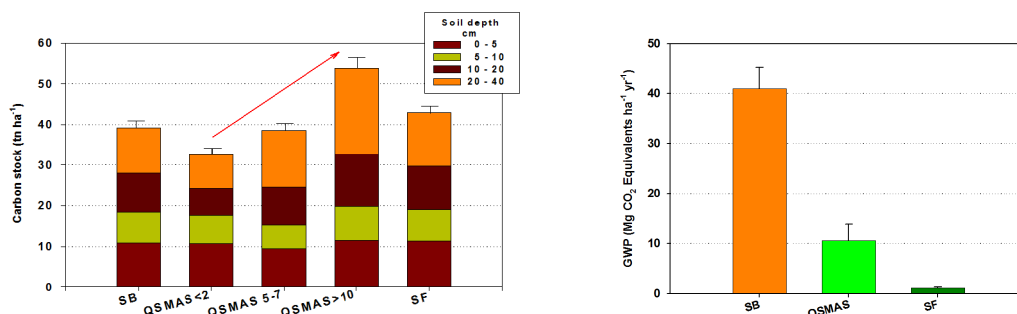 Soil depth
cm
0 - 5
5 - 10
10 - 20
20 - 40
60
50
40
30
20
10
0
Carbon stock (tn ha⁻¹)
SB
QSMAS<2
QSMAS 5-7
QSMAS>10
SF
50
40
30
20
10
0
GWP (Mg CO₂ Equivalents ha⁻¹ yr⁻¹)
SB
QSMAS
SF